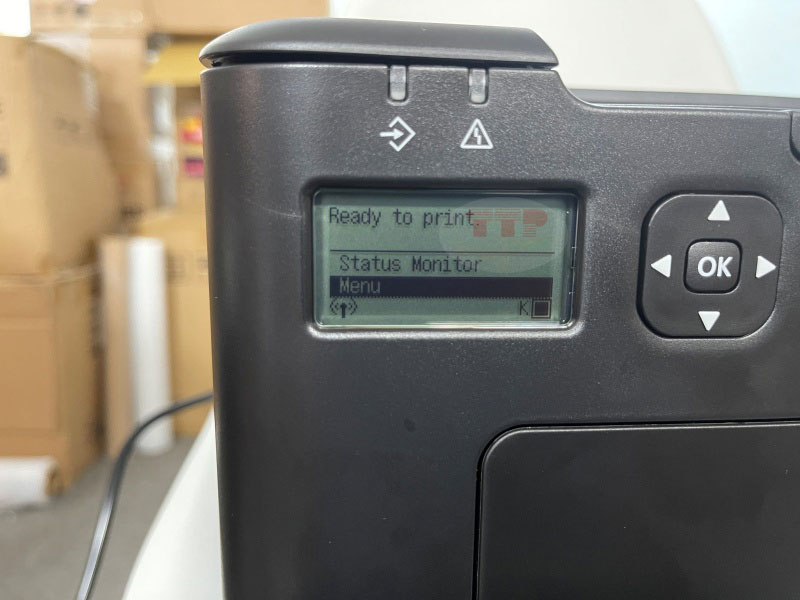 Ready to print.
TTP
Status Monitor
Menu
K
OK